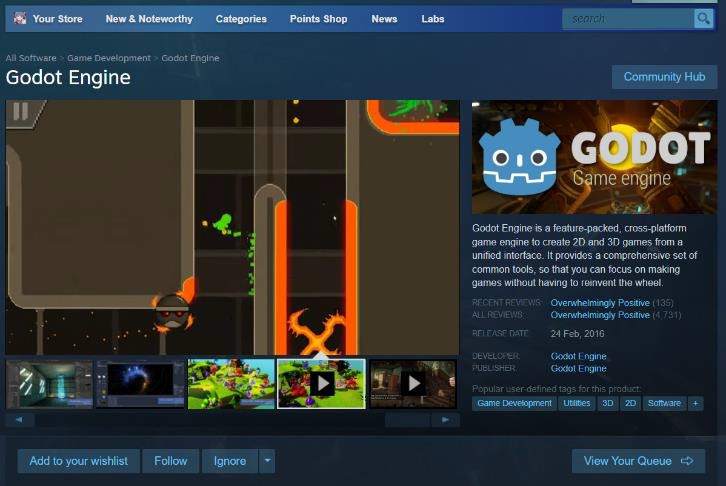 Your Store New & Noteworthy Categories Points Shop News Labs search
All Software > Game Development > Godot Engine
Godot Engine
Community Hub
GODOT
Game engine
Godot Engine is a feature-packed, cross-platform
game engine to create 2D and 3D games from a
unified interface. It provides a comprehensive set of
common tools, so that you can focus on making
games without having to reinvent the wheel.
RECENT REVIEWS: Overwhelmingly Positive (135)
ALL REVIEWS: Overwhelmingly Positive (4,731)
RELEASE DATE: 24 Feb, 2016
DEVELOPER: Godot Engine
PUBLISHER: Godot Engine
Popular user-defined tags for this product:
Game Development Utilities 3D 2D Software +
Add to your wishlist Follow Ignore View Your Queue